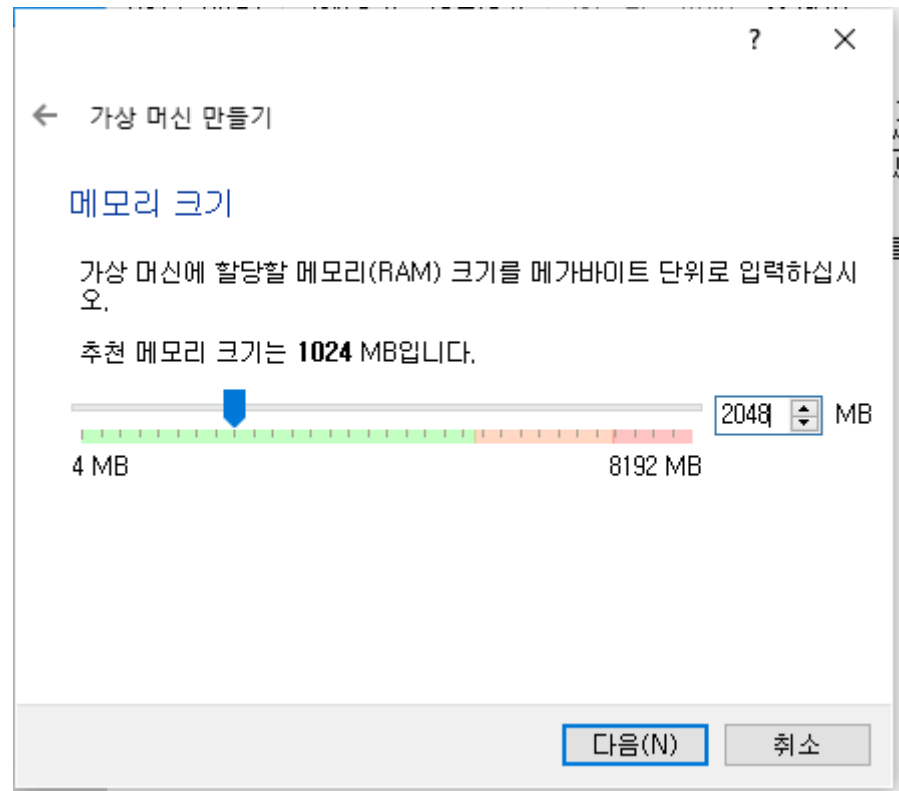 ?
가상 머신 만들기
메모리 크기
가상 머신에 할당할 메모리(RAM) 크기를 메가바이트 단위로 입력하십시
오.
추천 메모리 크기는 1024 MB입니다.
2048 MB
4 MB 8192 MB
다음(N) 취소